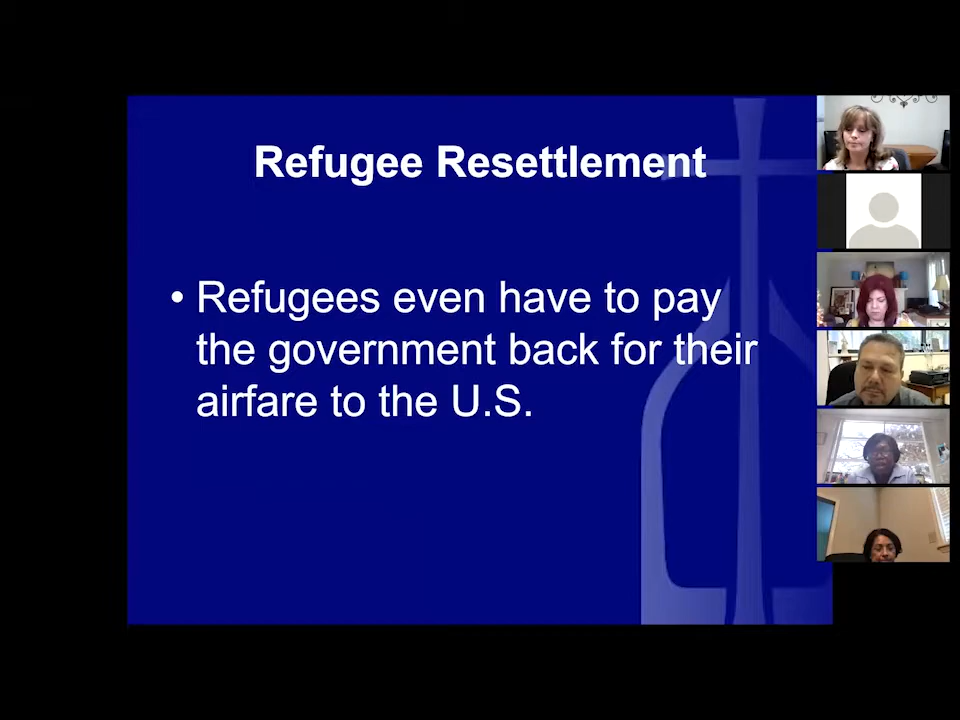 Refugee Resettlement
• Refugees even have to pay
the government back for their
airfare to the U.S.